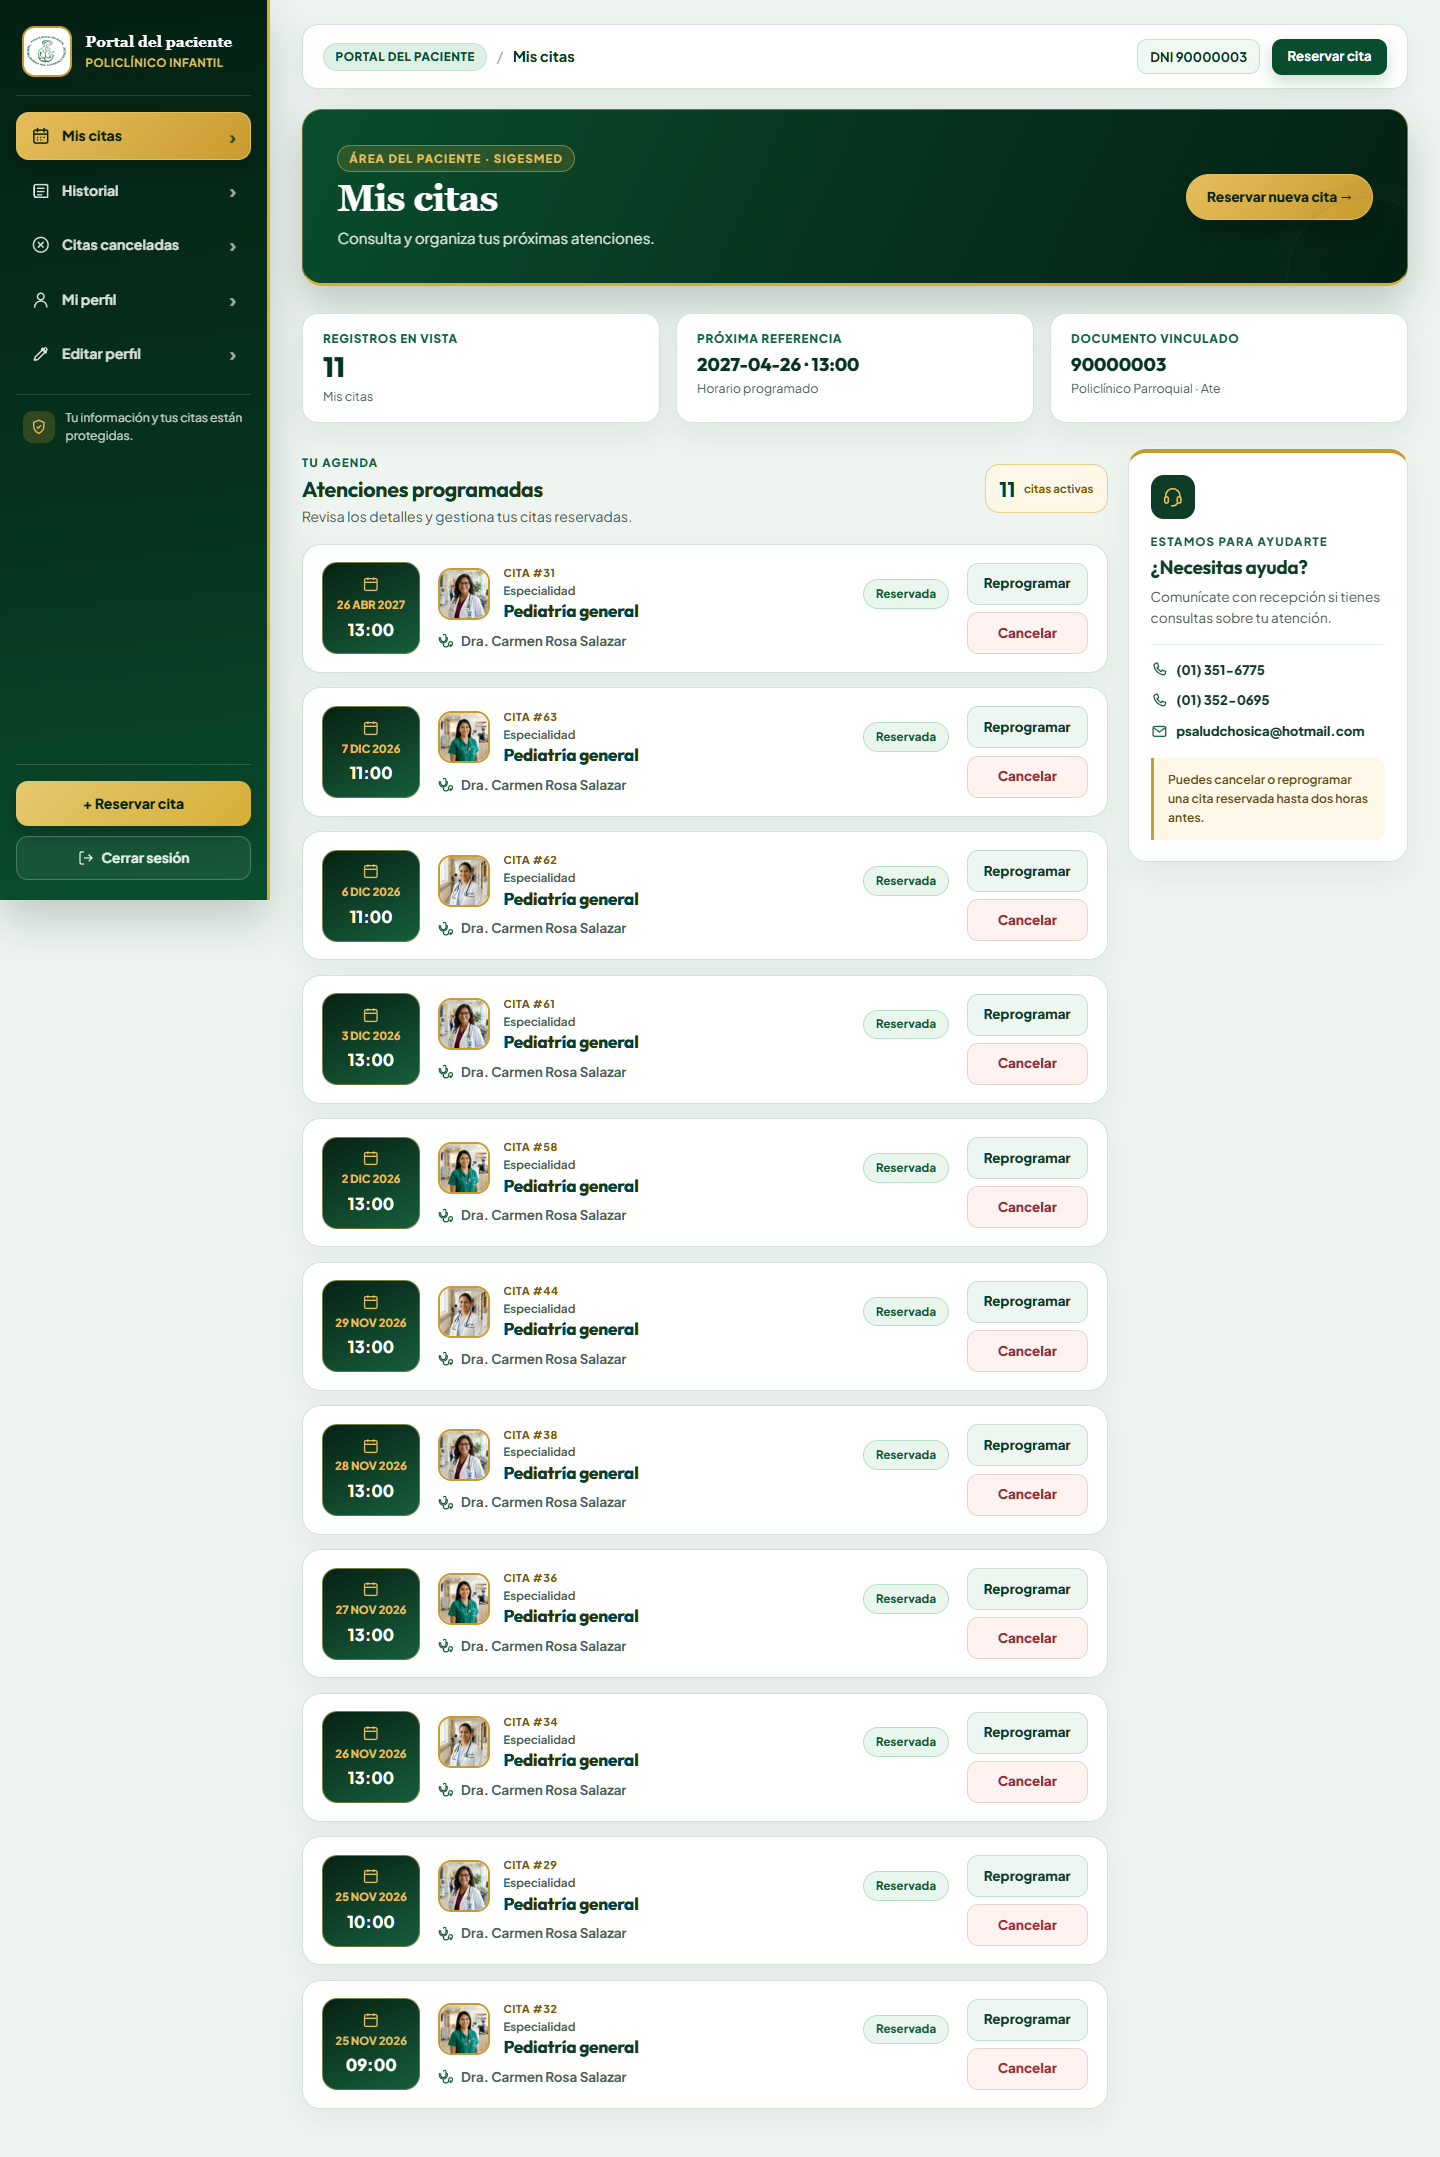 Portal del paciente
POLICLÍNICO INFANTIL
Mis citas
Historial
Citas canceladas
Mi perfil
Editar perfil
Tu información y tus citas están
protegidas.
+ Reservar cita
Cerrar sesión
PORTAL DEL PACIENTE / Mis citas
DNI 90000003
Reservar cita
ÁREA DEL PACIENTE · SIGESMED
Mis citas
Consulta y organiza tus próximas atenciones.
Reservar nueva cita →
REGISTROS EN VISTA
11
Mis citas
PRÓXIMA REFERENCIA
2027-04-26 · 13:00
Horario programado
DOCUMENTO VINCULADO
90000003
Policlínico Parroquial · Ate
TU AGENDA
Atenciones programadas
Revisa los detalles y gestiona tus citas reservadas.
11 citas activas
26 ABR 2027
13:00
CITA #31
Especialidad
Pediatría general
Dra. Carmen Rosa Salazar
Reservada
Reprogramar
Cancelar
7 DIC 2026
11:00
CITA #63
Especialidad
Pediatría general
Dra. Carmen Rosa Salazar
Reservada
Reprogramar
Cancelar
6 DIC 2026
11:00
CITA #62
Especialidad
Pediatría general
Dra. Carmen Rosa Salazar
Reservada
Reprogramar
Cancelar
3 DIC 2026
13:00
CITA #61
Especialidad
Pediatría general
Dra. Carmen Rosa Salazar
Reservada
Reprogramar
Cancelar
2 DIC 2026
13:00
CITA #58
Especialidad
Pediatría general
Dra. Carmen Rosa Salazar
Reservada
Reprogramar
Cancelar
29 NOV 2026
13:00
CITA #44
Especialidad
Pediatría general
Dra. Carmen Rosa Salazar
Reservada
Reprogramar
Cancelar
28 NOV 2026
13:00
CITA #38
Especialidad
Pediatría general
Dra. Carmen Rosa Salazar
Reservada
Reprogramar
Cancelar
27 NOV 2026
13:00
CITA #36
Especialidad
Pediatría general
Dra. Carmen Rosa Salazar
Reservada
Reprogramar
Cancelar
26 NOV 2026
13:00
CITA #34
Especialidad
Pediatría general
Dra. Carmen Rosa Salazar
Reservada
Reprogramar
Cancelar
25 NOV 2026
10:00
CITA #29
Especialidad
Pediatría general
Dra. Carmen Rosa Salazar
Reservada
Reprogramar
Cancelar
25 NOV 2026
09:00
CITA #32
Especialidad
Pediatría general
Dra. Carmen Rosa Salazar
Reservada
Reprogramar
Cancelar
ESTAMOS PARA AYUDARTE
¿Necesitas ayuda?
Comunícate con recepción si tienes
consultas sobre tu atención.
(01) 351-6775
(01) 352-0695
psaludchosica@hotmail.com
Puedes cancelar o reprogramar
una cita reservada hasta dos horas
antes.